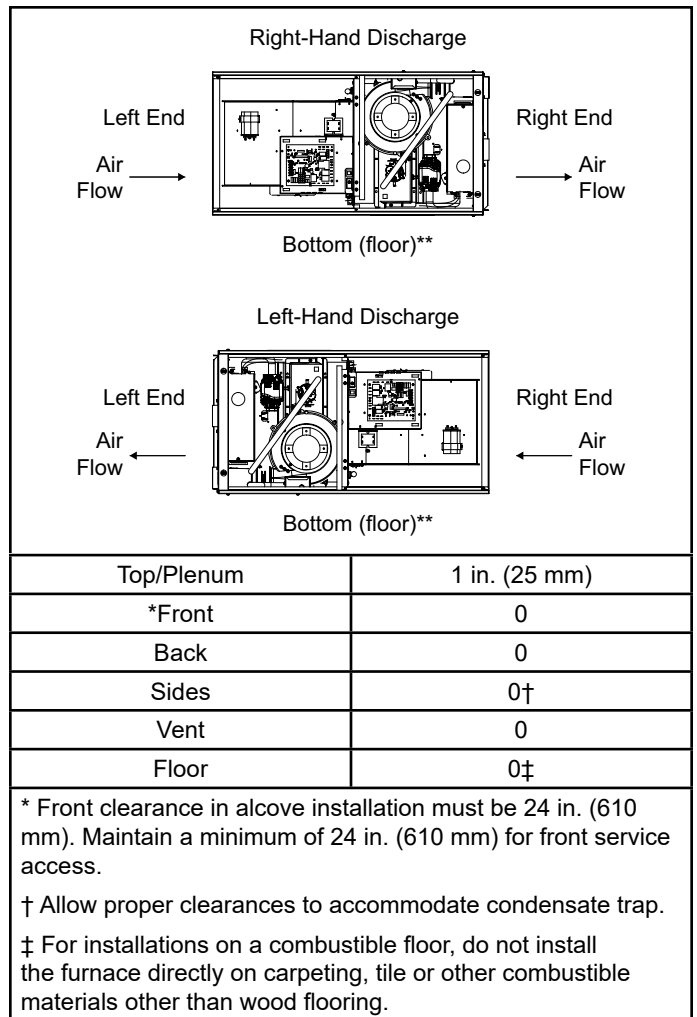 Right-Hand Discharge
Left End
Right End
Air
Flow
Air
Flow
Bottom (floor)**
Left-Hand Discharge
Left End
Right End
Air
Flow
Air
Flow
Bottom (floor)**
Top/Plenum 1 in. (25 mm)
*Front 0
Back 0
Sides 0†
Vent 0
Floor 0‡
* Front clearance in alcove installation must be 24 in. (610
mm). Maintain a minimum of 24 in. (610 mm) for front service
access.
† Allow proper clearances to accommodate condensate trap.
‡ For installations on a combustible floor, do not install
the furnace directly on carpeting, tile or other combustible
materials other than wood flooring.